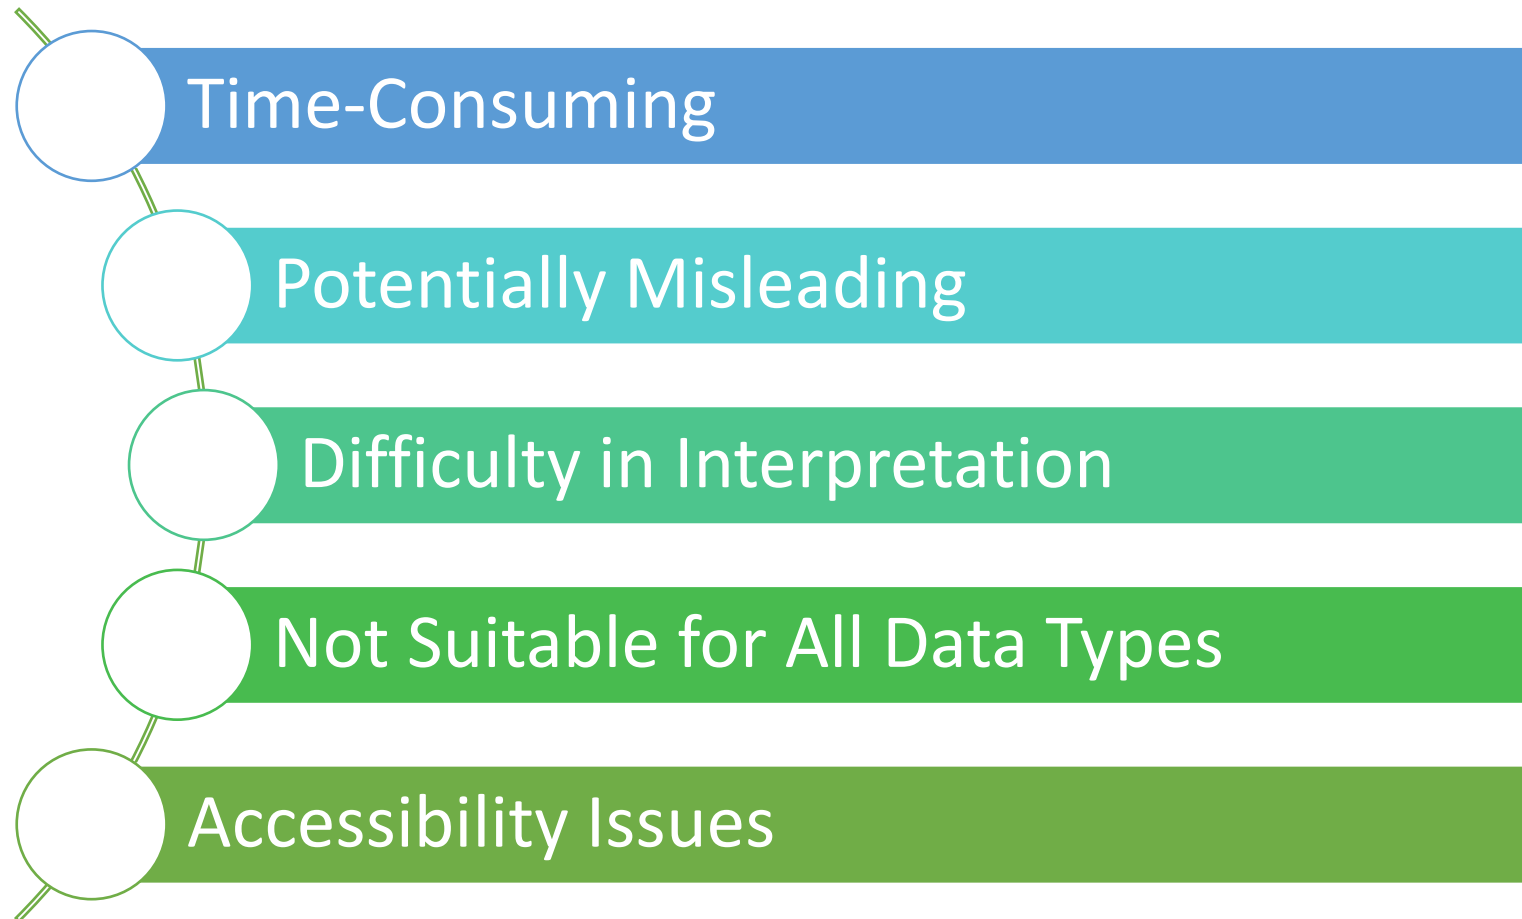 Time-Consuming
Potentially Misleading
Difficulty in Interpretation
Not Suitable for All Data Types
Accessibility Issues